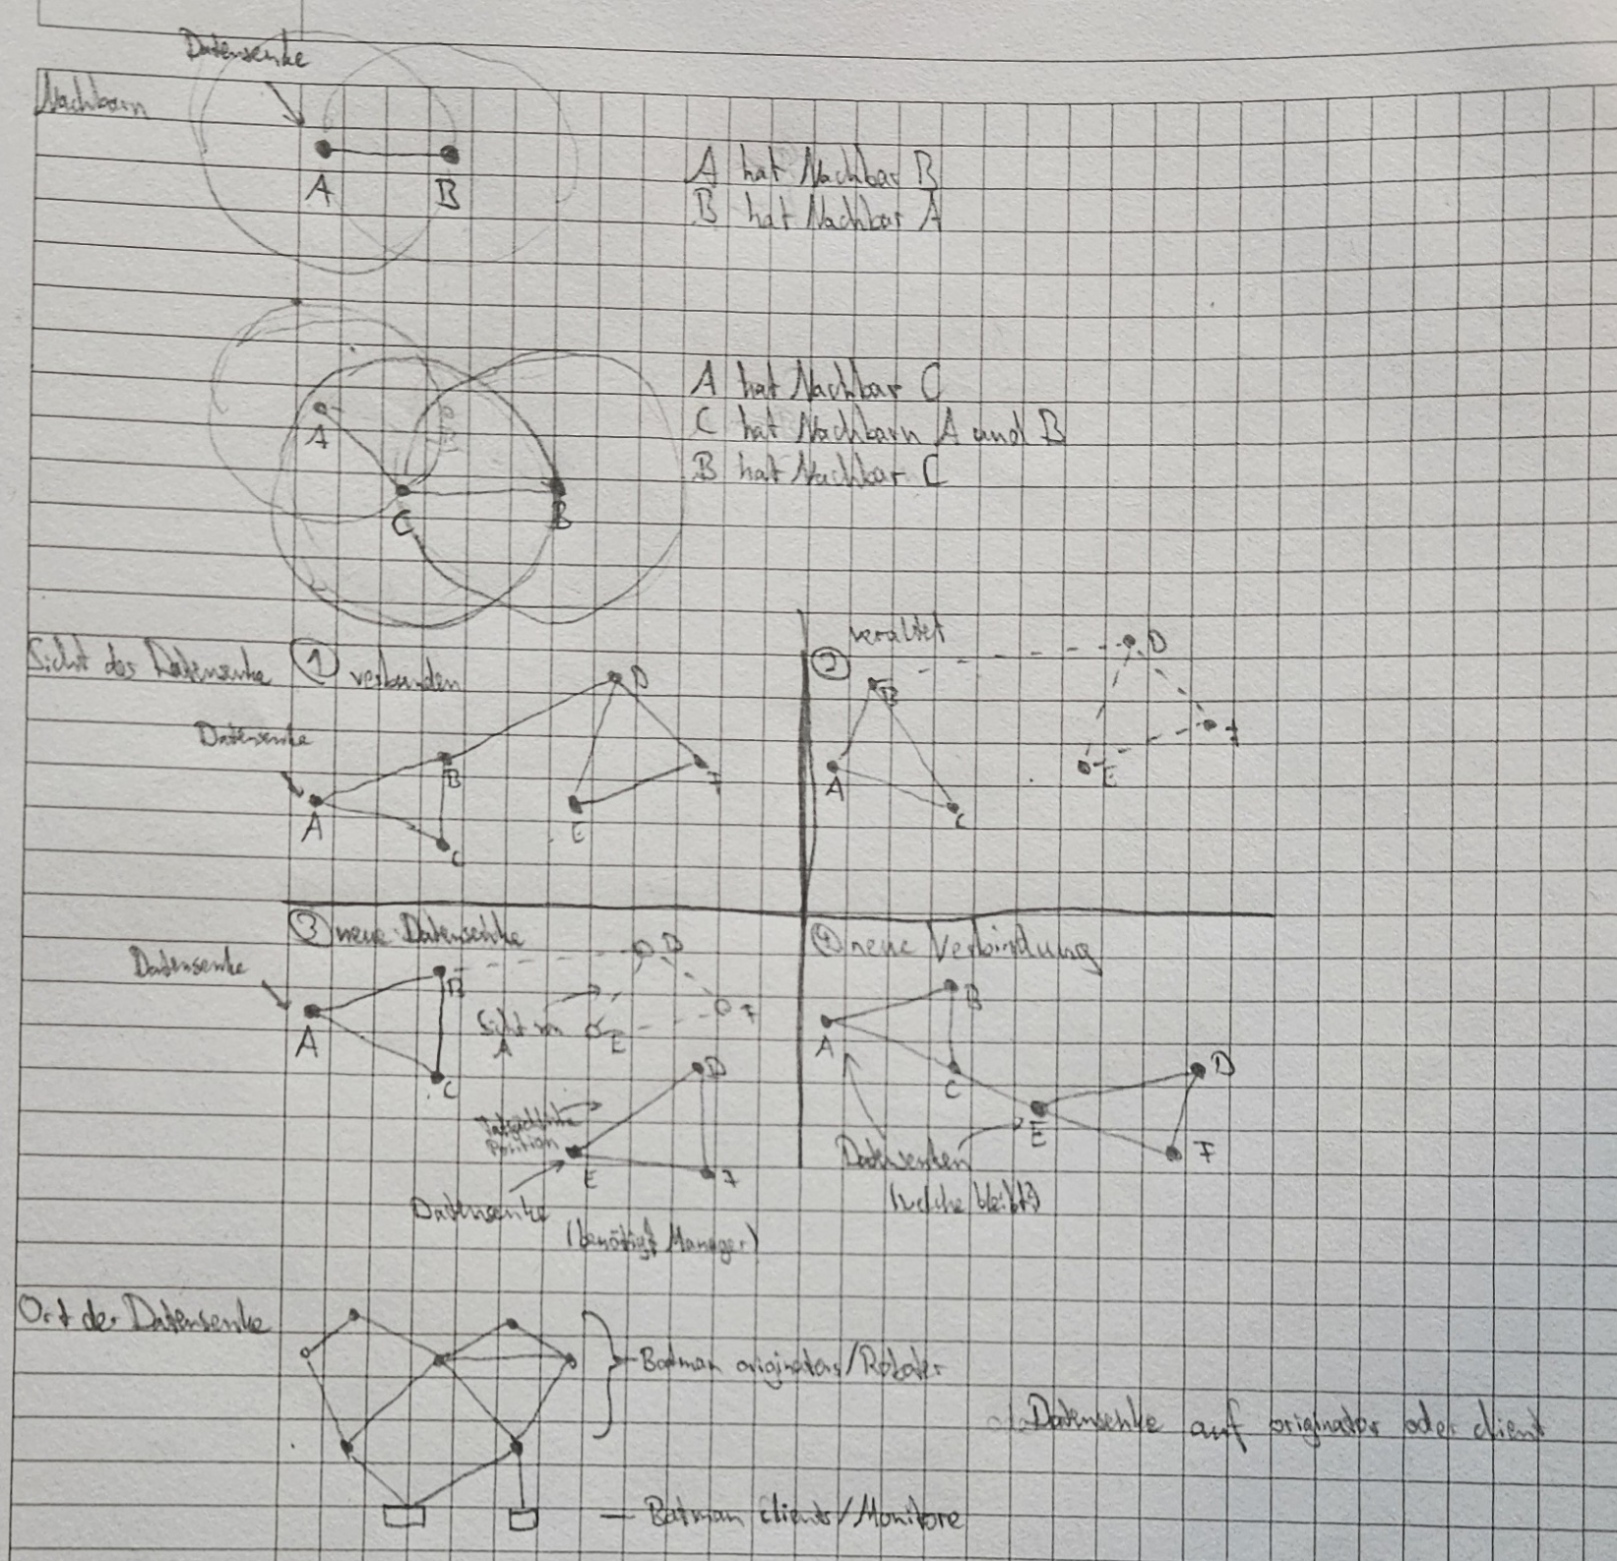 Datensenke
Nachbarn
A B
A hat Nachbar B
B hat Nachbar A
A hat Nachbar C
C hat Nachbarn A und B
B hat Nachbar C
A
C B
Sicht der Datensenke
① verbunden
D
Datensenke
B
F
A
E
C
② veraltet
D
B
F
A
E
C
③ neue Datensenke
D
Datensenke
B
F
Sicht von
A
E
A
C
D
Tatsächliche
Position
E
F
Datensenke
(benötigt Manager)
④ neue Verbindung
B
A
C
D
E
F
Datensenken
(welche bleibt?)
Ort der Datensenke
Batman originators/Roboter
Datensenke auf originator oder client
– Batman clients/Monitore